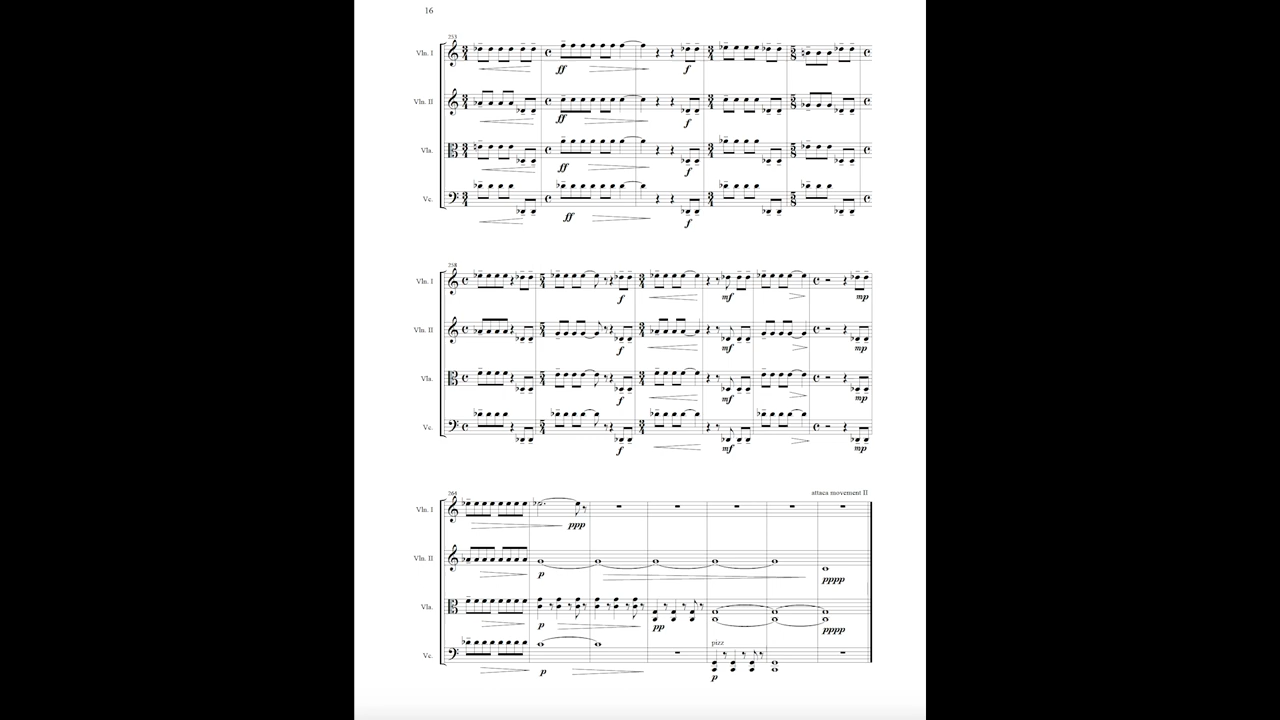 16
253
Vln. I
ff
f
Vln. II
ff
f
Vla.
ff
f
Vc.
ff
f
258
Vln. I
f
mf
mp
Vln. II
f
mf
mp
Vla.
f
mf
mp
Vc.
f
mf
mp
264
attaca movement II
Vln. I
ppp
Vln. II
p
pppp
Vla.
p
pp
pppp
pizz
Vc.
p
p